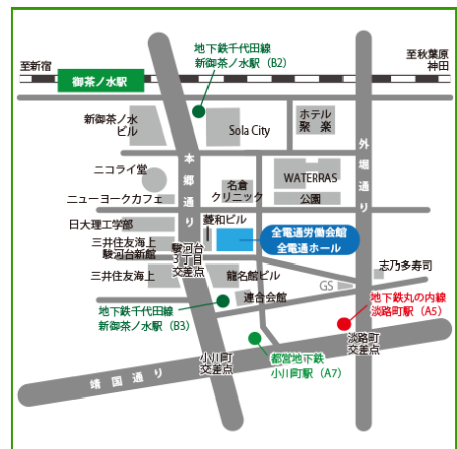 地下鉄千代田線
新御茶ノ水駅（B2）
至新宿
至秋葉原
神田
御茶ノ水駅
新御茶ノ水
ビル
Sola City
ホテル
聚楽
本郷通り
外堀通り
ニコライ堂
名倉
クリニック
WATERRAS
公園
ニューヨークカフェ
日大理工学部
菱和ビル
全電通労働会館
全電通ホール
三井住友海上
駿河台新館
駿河台
3丁目
交差点
三井住友海上
龍名館ビル
志乃多寿司
GS
連合会館
地下鉄千代田線
新御茶ノ水駅（B3）
地下鉄丸の内線
淡路町駅（A5）
淡路町
交差点
小川町
交差点
都営地下鉄
小川町駅（A7）
靖国通り